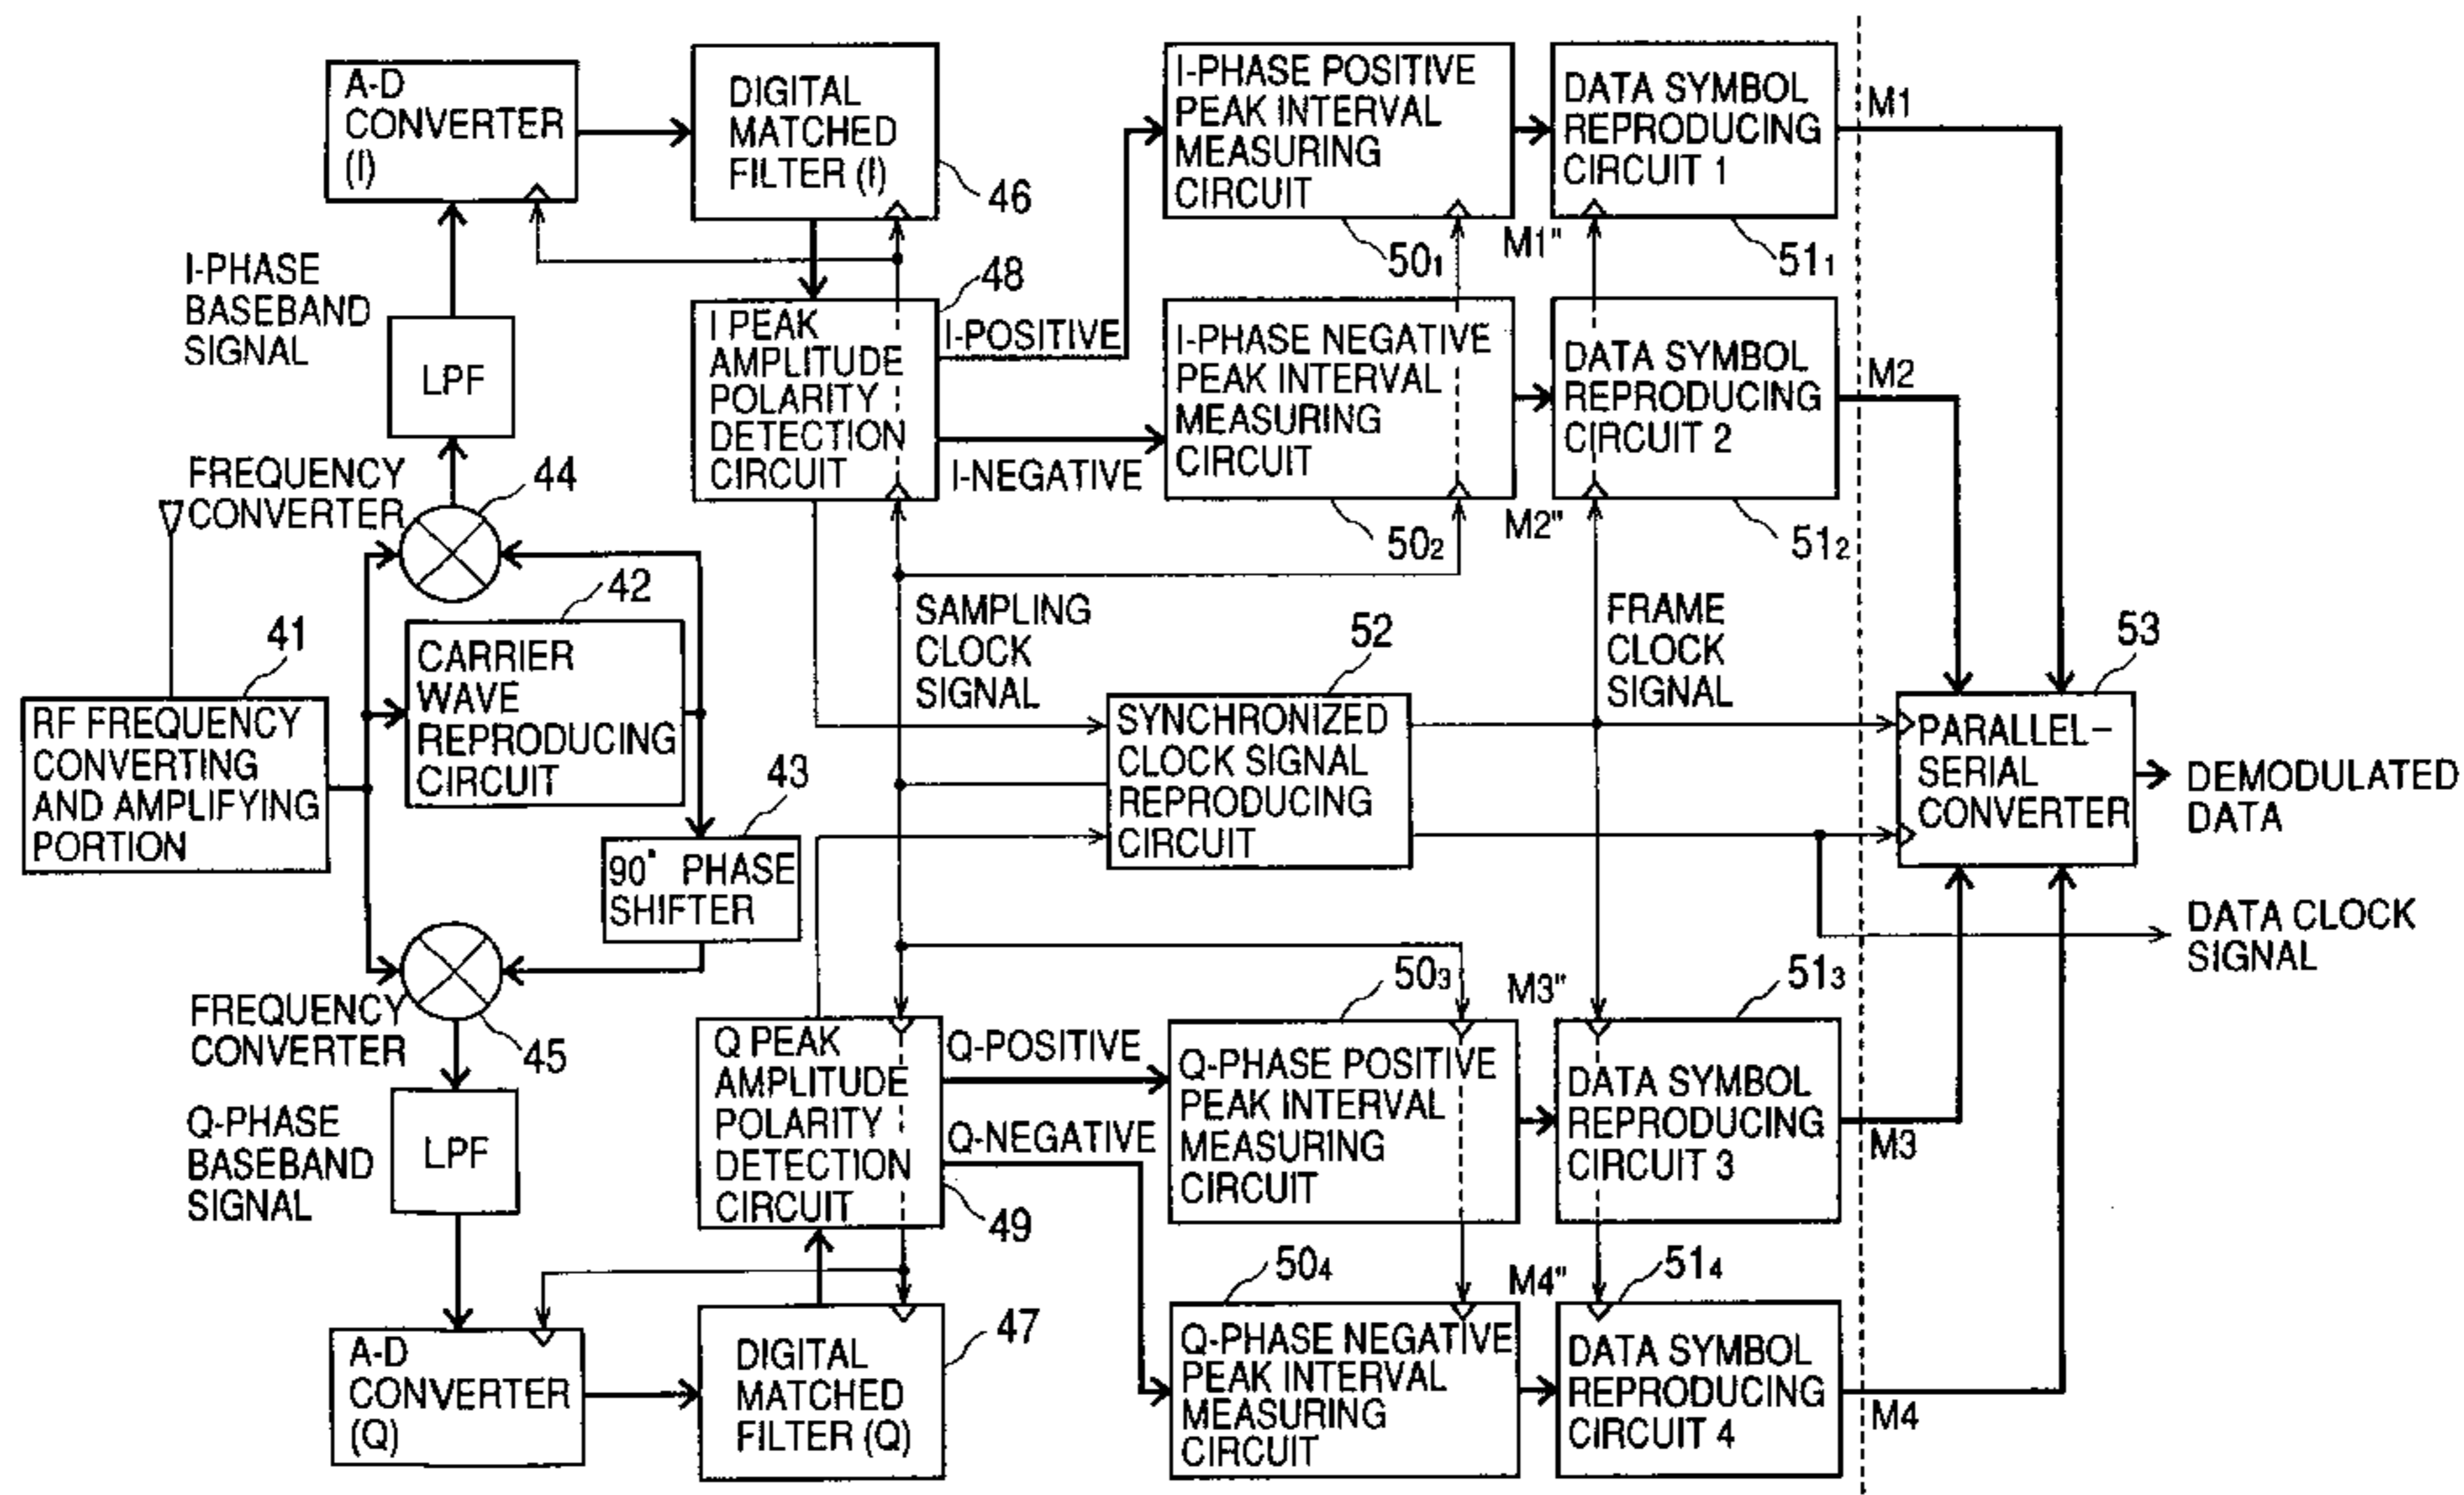 A-D
CONVERTER
(I)
DIGITAL
MATCHED
FILTER (I)
46
I-PHASE POSITIVE
PEAK INTERVAL
MEASURING
CIRCUIT
50₁
M1"
DATA SYMBOL
REPRODUCING
CIRCUIT 1
51₁
M1
I-PHASE
BASEBAND
SIGNAL
LPF
48
I PEAK
AMPLITUDE
POLARITY
DETECTION
CIRCUIT
I-POSITIVE
I-NEGATIVE
I-PHASE NEGATIVE
PEAK INTERVAL
MEASURING
CIRCUIT
50₂
M2"
DATA SYMBOL
REPRODUCING
CIRCUIT 2
51₂
M2
FREQUENCY
CONVERTER
44
42
CARRIER
WAVE
REPRODUCING
CIRCUIT
41
RF FREQUENCY
CONVERTING
AND AMPLIFYING
PORTION
43
90° PHASE
SHIFTER
SAMPLING
CLOCK
SIGNAL
52
SYNCHRONIZED
CLOCK SIGNAL
REPRODUCING
CIRCUIT
FRAME
CLOCK
SIGNAL
53
PARALLEL-
SERIAL
CONVERTER
DEMODULATED
DATA
DATA CLOCK
SIGNAL
FREQUENCY
CONVERTER
45
Q-PHASE
BASEBAND
SIGNAL
LPF
Q PEAK
AMPLITUDE
POLARITY
DETECTION
CIRCUIT
49
Q-POSITIVE
Q-NEGATIVE
50₃
Q-PHASE POSITIVE
PEAK INTERVAL
MEASURING
CIRCUIT
M3"
51₃
DATA SYMBOL
REPRODUCING
CIRCUIT 3
M3
A-D
CONVERTER
(Q)
DIGITAL
MATCHED
FILTER (Q)
47
50₄
Q-PHASE NEGATIVE
PEAK INTERVAL
MEASURING
CIRCUIT
M4"
51₄
DATA SYMBOL
REPRODUCING
CIRCUIT 4
M4